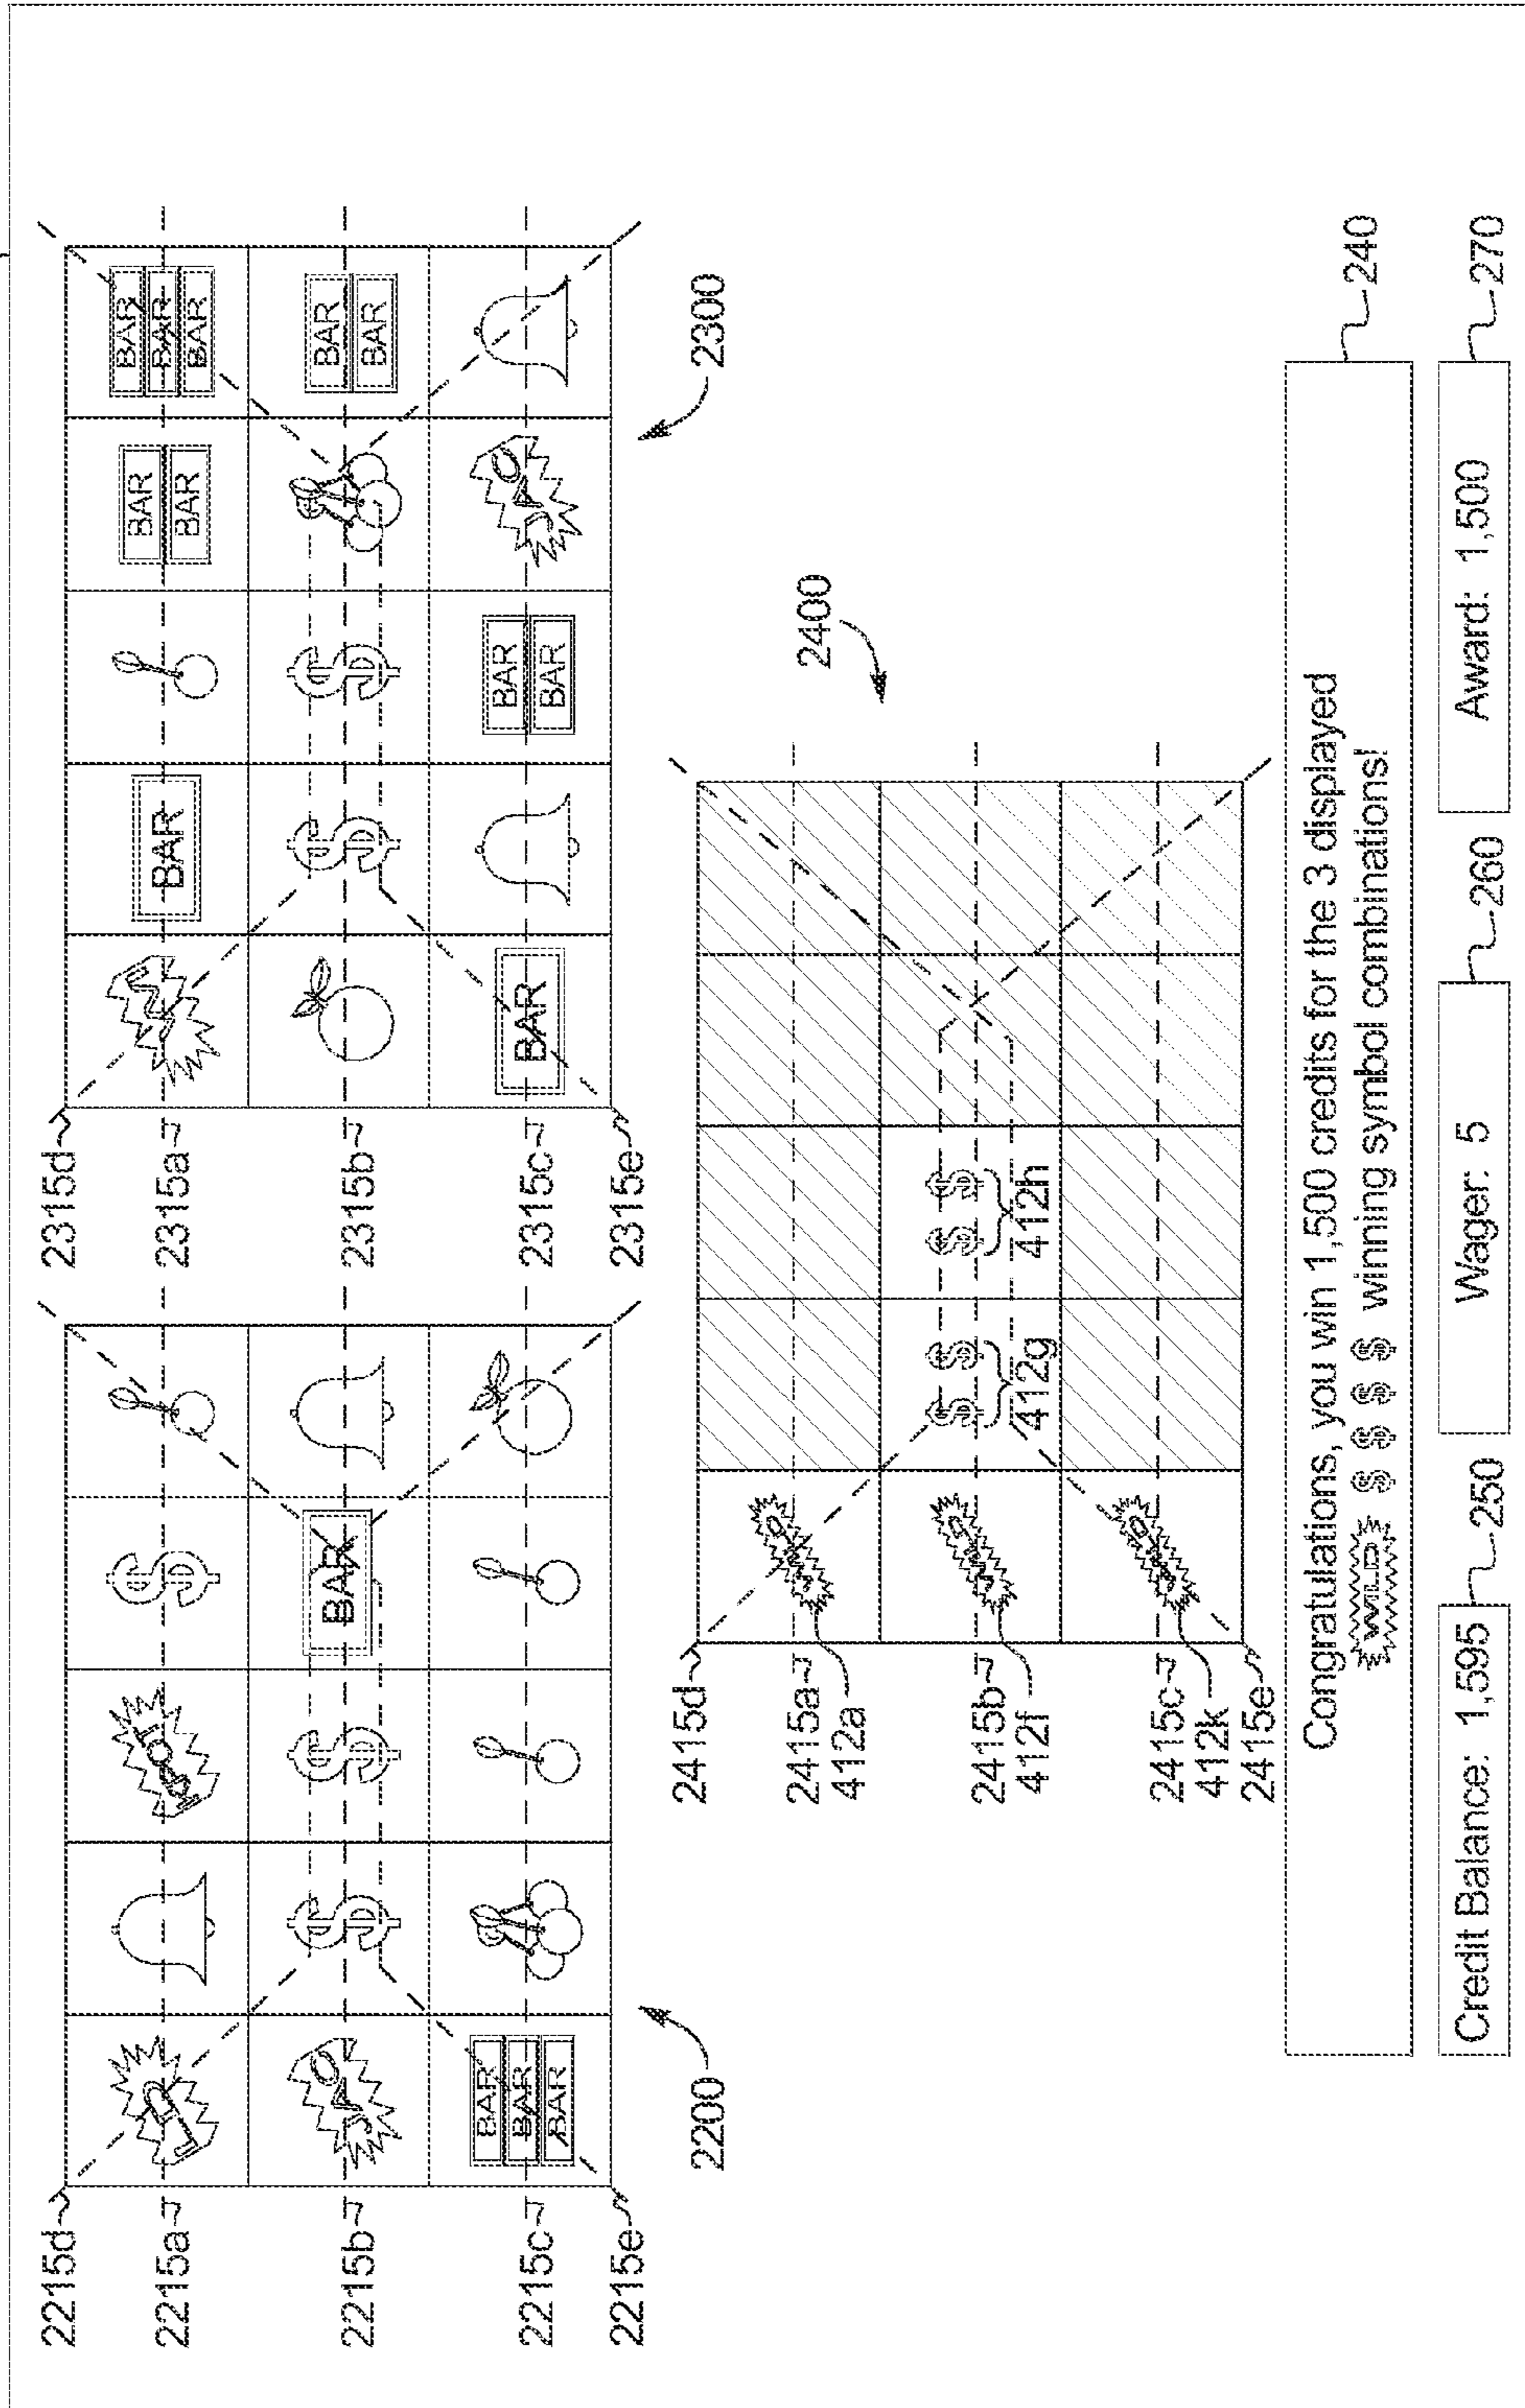 2215d
2215a
2215b
2215c
2215e
$
$ $ BAR
BAR
BAR
BAR
2200
2315d
2315a
2315b
2315c
2315e
BAR
BAR
BAR
BAR
BAR
BAR
$ $
BAR
BAR
BAR
BAR
BAR
2300
2415d
2415a
412a
2415b
412f
2415c
412k
2415e
$ $ $ $
412g 412h
2400
Congratulations, you win 1,500 credits for the 3 displayed
WILD $ $ $ $ winning symbol combinations!
240
Credit Balance: 1,595
250
Wager: 5
260
Award: 1,500
270